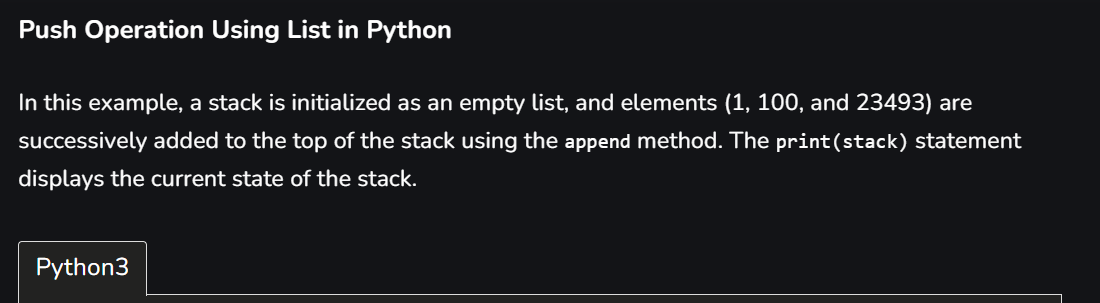 Push Operation Using List in Python
In this example, a stack is initialized as an empty list, and elements (1, 100, and 23493) are
successively added to the top of the stack using the append method. The print(stack) statement
displays the current state of the stack.
Python3